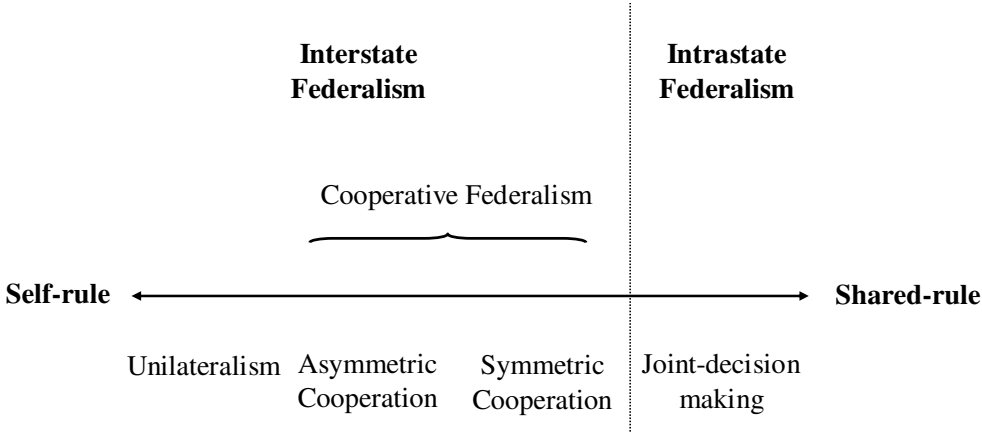 Interstate
Federalism
Intrastate
Federalism
Cooperative Federalism
Self-rule
Shared-rule
Unilateralism
Asymmetric
Cooperation
Symmetric
Cooperation
Joint-decision
making